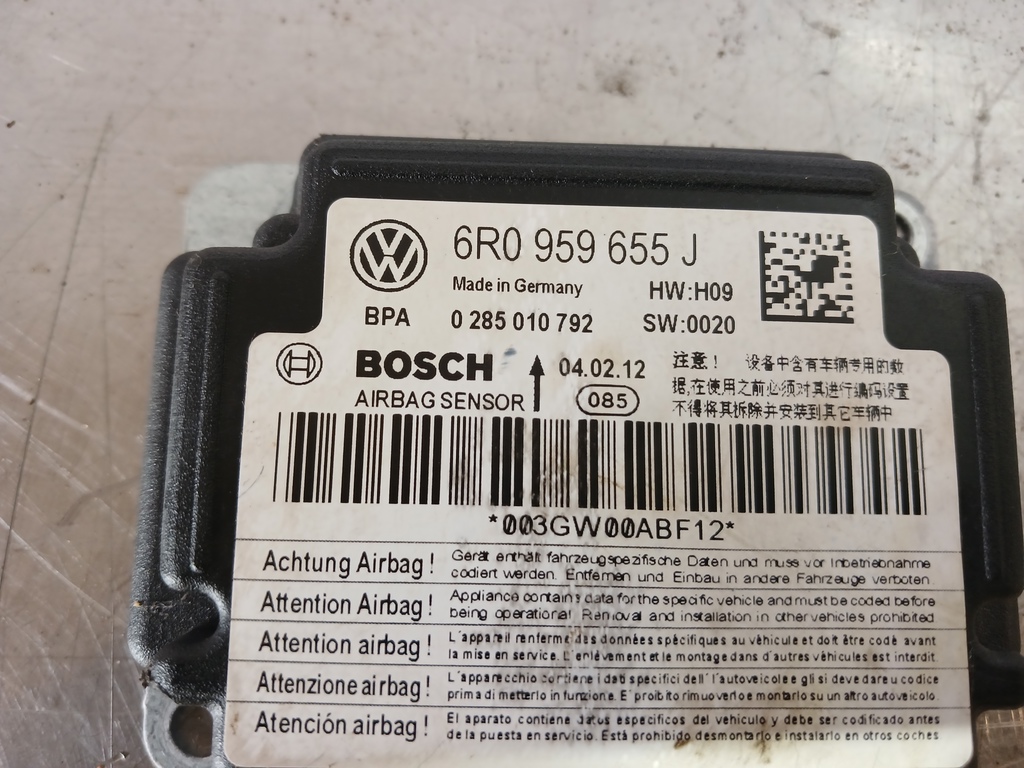 6R0 959 655 J
Made in Germany HW:H09
BPA 0 285 010 792 SW:0020
BOSCH 04.02.12
AIRBAG SENSOR 085
注意！ 设备中含有车辆专用的数
据,在使用之前必须对其进行编码设置
不得将其拆除并安装到其它车辆中
*003GW00ABF12*
Achtung Airbag! Gerät enthält fahrzeugspezifische Daten und muss vor Inbetriebnahme
codiert werden. Entfernen und Einbau in andere Fahrzeuge verboten.
Attention Airbag! Appliance contains data for the specific vehicle and must be coded before
being operational. Removal and installation in other vehicles prohibited
Attention airbag! L'appareil renferme des données spécifiques au véhicule et doit être codé avant
la mise en service. L'enlèvement et le montage dans d'autres véhicules est interdit.
Attenzione airbag! L'apparecchio contiene i dati specifici dell'autoveicolo e gli si deve dare u codice
prima di metterlo in funzione. E' proibito rimuoverlo e montarlo su un altro autoveicolo.
Atención airbag! El aparato contiene datos especificos del vehiculo y debe ser codificado antes
de la puesta en servicio. Está prohibido desmontarlo e instalarlo en otros coches